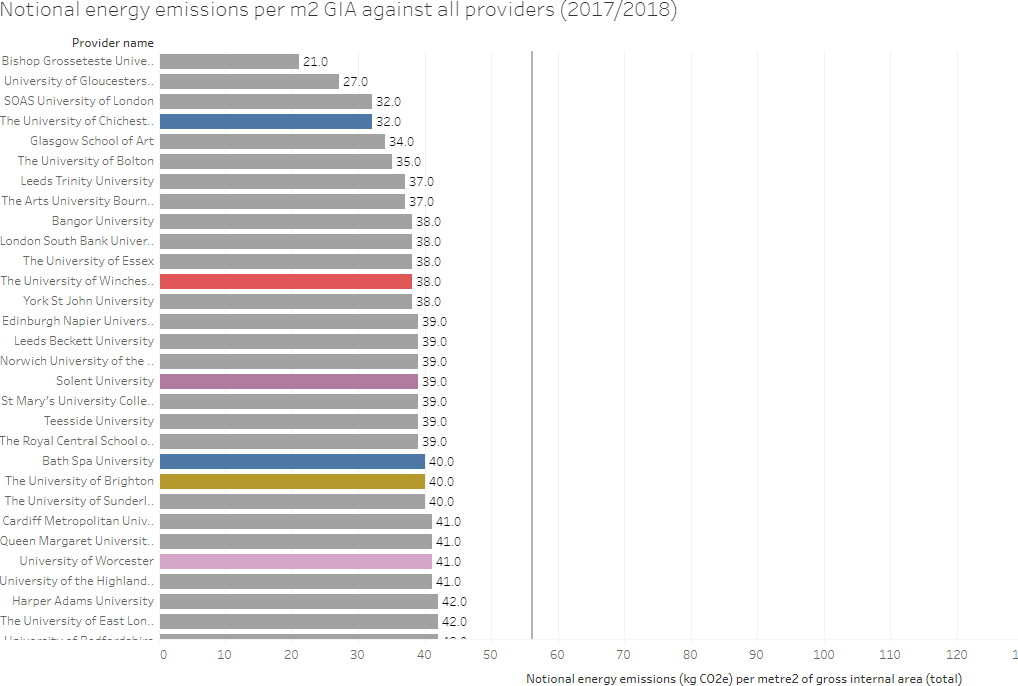 Notional energy emissions per m2 GIA against all providers (2017/2018)
Provider name
Bishop Grosseteste Unive.. 21.0
University of Gloucesters.. 27.0
SOAS University of London 32.0
The University of Chichest.. 32.0
Glasgow School of Art 34.0
The University of Bolton 35.0
Leeds Trinity University 37.0
The Arts University Bourn.. 37.0
Bangor University 38.0
London South Bank Univer.. 38.0
The University of Essex 38.0
The University of Winches.. 38.0
York St John University 38.0
Edinburgh Napier Univers.. 39.0
Leeds Beckett University 39.0
Norwich University of the .. 39.0
Solent University 39.0
St Mary's University Colle.. 39.0
Teesside University 39.0
The Royal Central School o.. 39.0
Bath Spa University 40.0
The University of Brighton 40.0
The University of Sunderl.. 40.0
Cardiff Metropolitan Univ.. 41.0
Queen Margaret Universit.. 41.0
University of Worcester 41.0
University of the Highland.. 41.0
Harper Adams University 42.0
The University of East Lon.. 42.0
University of Bedfordshire
0 10 20 30 40 50 60 70 80 90 100 110 120 1
Notional energy emissions (kg CO2e) per metre2 of gross internal area (total)